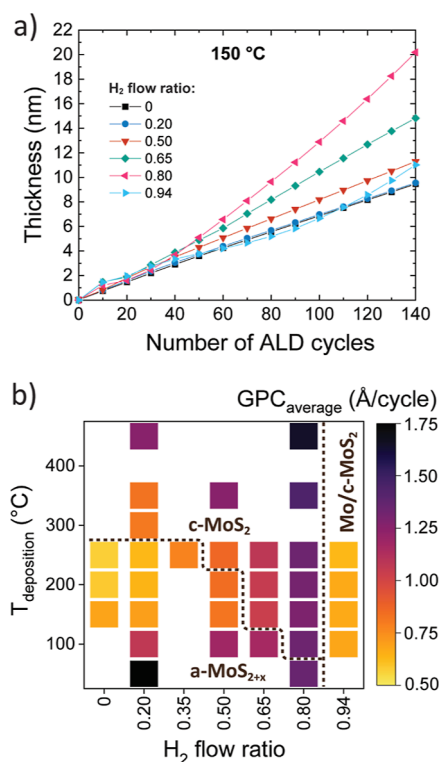 a)
150 °C
H₂ flow ratio:
0
0.20
0.50
0.65
0.80
0.94
22
20
18
16
14
12
10
8
6
4
2
0
Thickness (nm)
0 20 40 60 80 100 120 140
Number of ALD cycles
b)
GPCaverage (Å/cycle)
400
300
200
100
Tdeposition (°C)
c-MoS₂
a-MoS₂₊ₓ
Mo/c-MoS₂
1.75
1.50
1.25
1.00
0.75
0.50
0 0.20 0.35 0.50 0.65 0.80 0.94
H₂ flow ratio